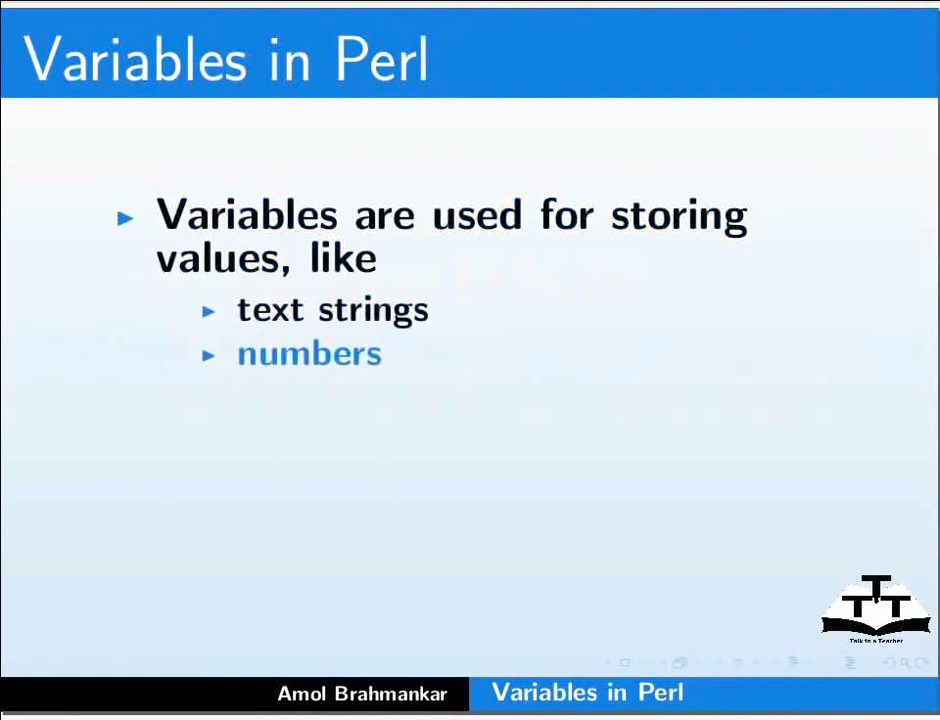 Variables in Perl
Variables are used for storing
values, like
text strings
numbers
T
T T
Talk to a Teacher
Amol Brahmankar
Variables in Perl